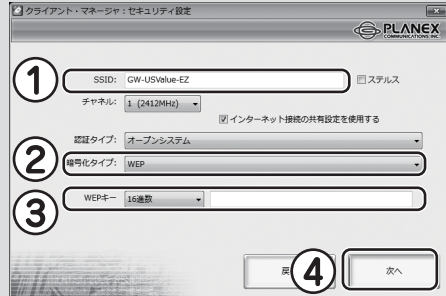 クライアント・マネージャ：セキュリティ設定
PLANEX
COMMUNICATIONS INC.
① SSID: GW-USValue-EZ ステルス
チャネル: 1 (2412MHz)
インターネット接続の共有設定を使用する
認証タイプ: オープンシステム
② 暗号化タイプ: WEP
③ WEPキー 16進数
戻 ④ 次へ